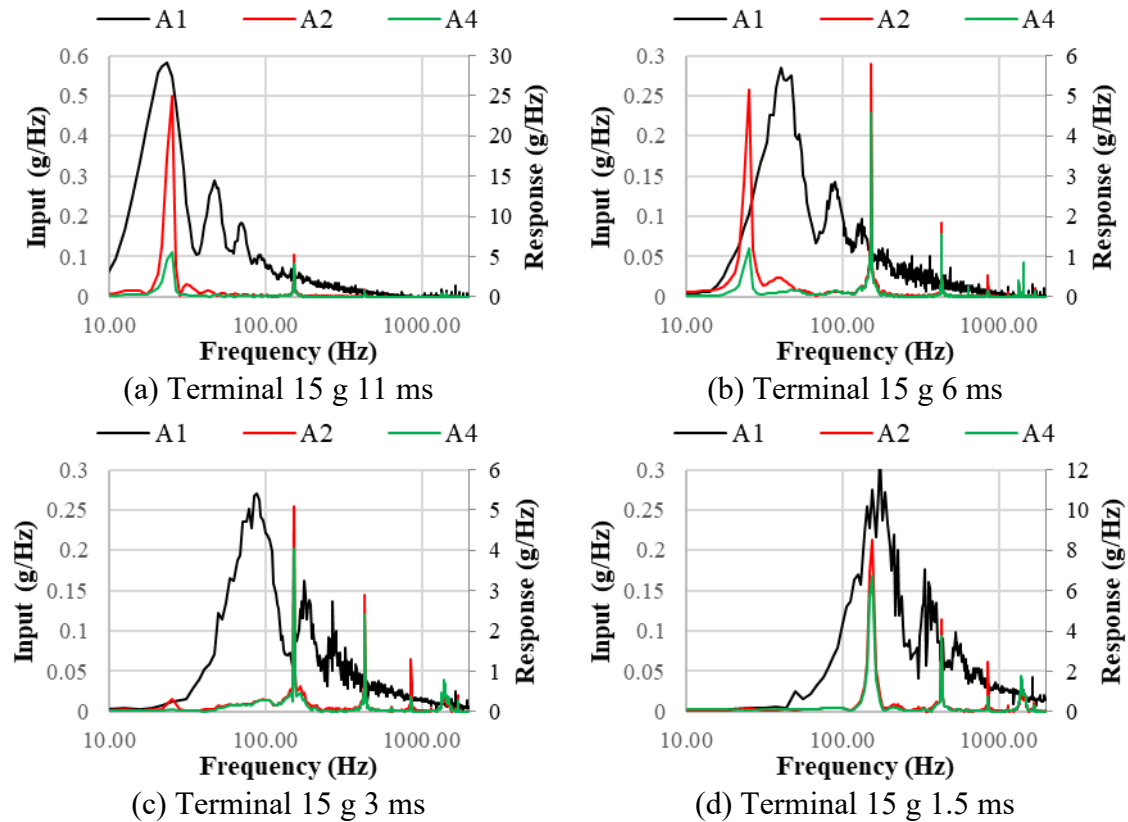 A1 A2 A4
0.6
0.5
0.4
0.3
0.2
0.1
0
Input (g/Hz)
30
25
20
15
10
5
0
Response (g/Hz)
10.00 100.00 1000.00
Frequency (Hz)
(a) Terminal 15 g 11 ms
A1 A2 A4
0.3
0.25
0.2
0.15
0.1
0.05
0
Input (g/Hz)
6
5
4
3
2
1
0
Response (g/Hz)
10.00 100.00 1000.00
Frequency (Hz)
(b) Terminal 15 g 6 ms
A1 A2 A4
0.3
0.25
0.2
0.15
0.1
0.05
0
Input (g/Hz)
6
5
4
3
2
1
0
Response (g/Hz)
10.00 100.00 1000.00
Frequency (Hz)
(c) Terminal 15 g 3 ms
A1 A2 A4
0.3
0.25
0.2
0.15
0.1
0.05
0
Input (g/Hz)
12
10
8
6
4
2
0
Response (g/Hz)
10.00 100.00 1000.00
Frequency (Hz)
(d) Terminal 15 g 1.5 ms